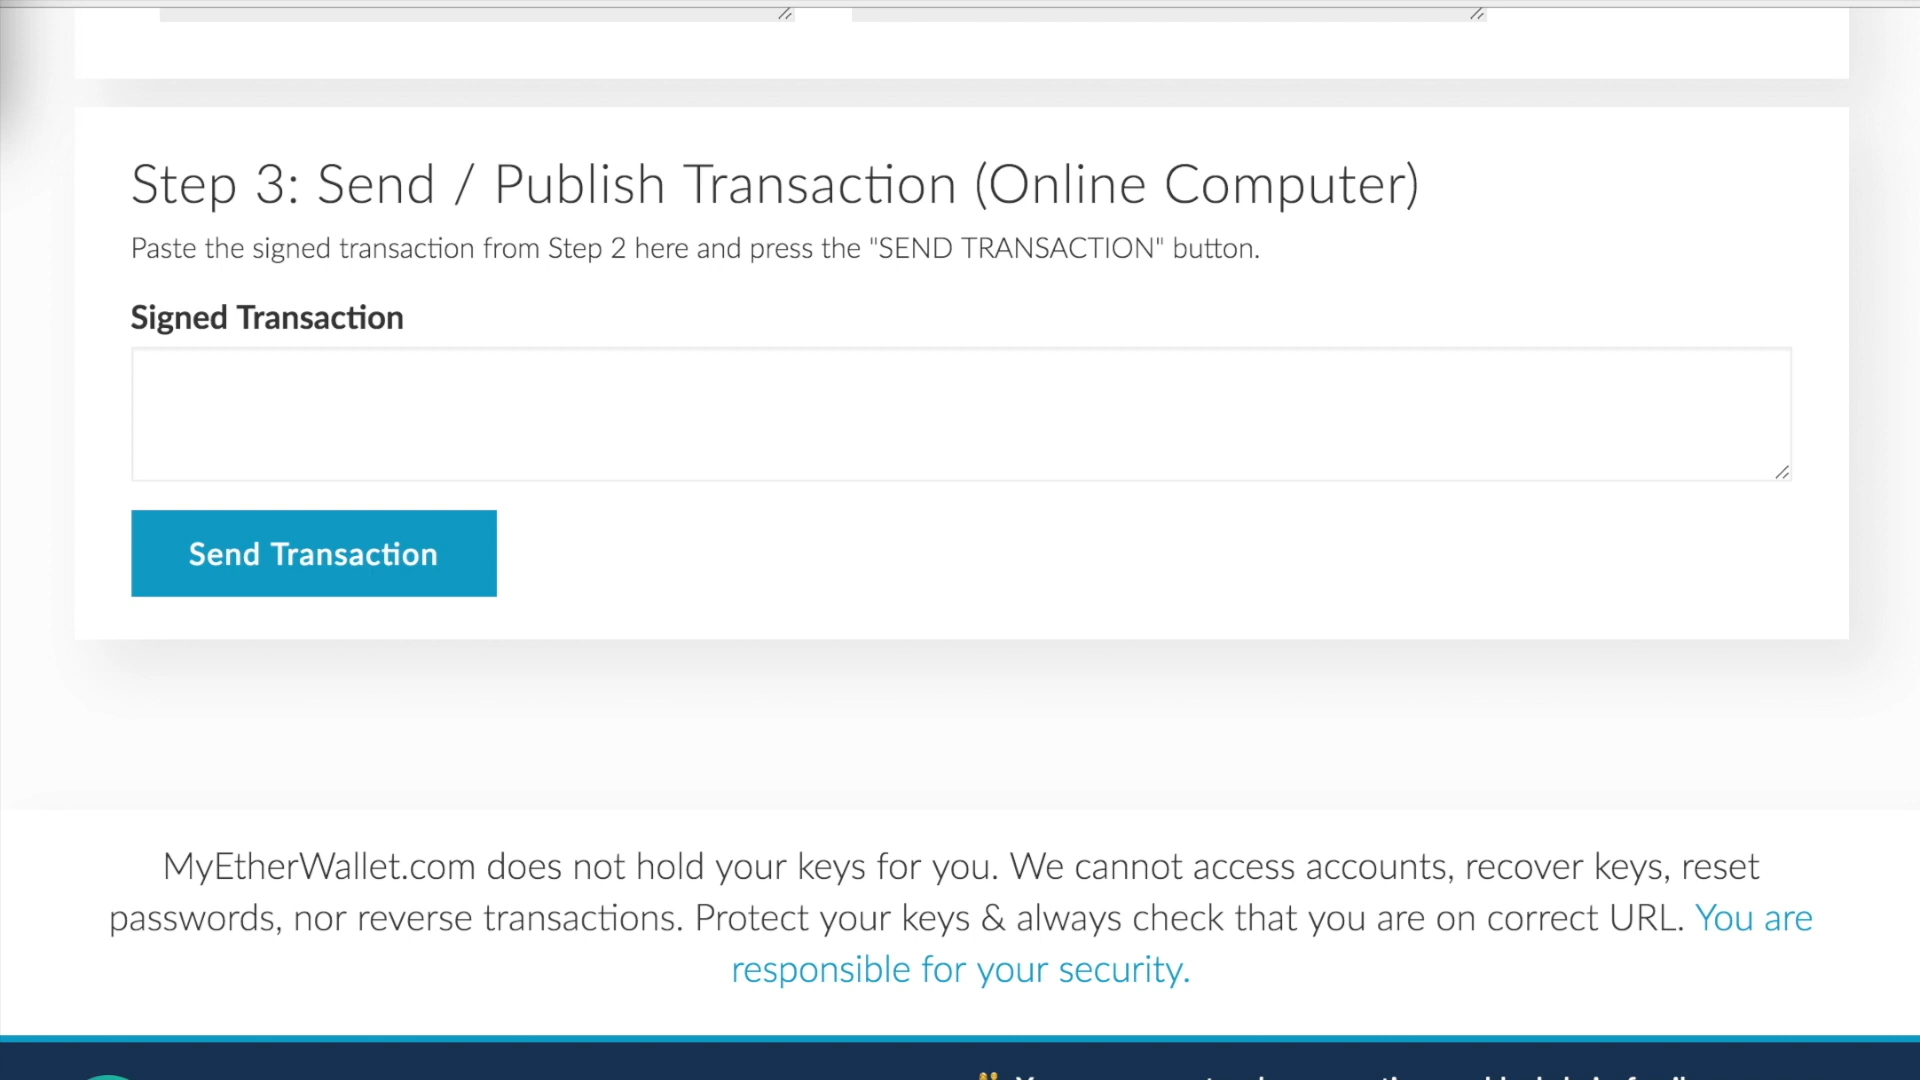 Step 3: Send / Publish Transaction (Online Computer)
Paste the signed transaction from Step 2 here and press the "SEND TRANSACTION" button.
Signed Transaction
Send Transaction
MyEtherWallet.com does not hold your keys for you. We cannot access accounts, recover keys, reset
passwords, nor reverse transactions. Protect your keys & always check that you are on correct URL. You are
responsible for your security.